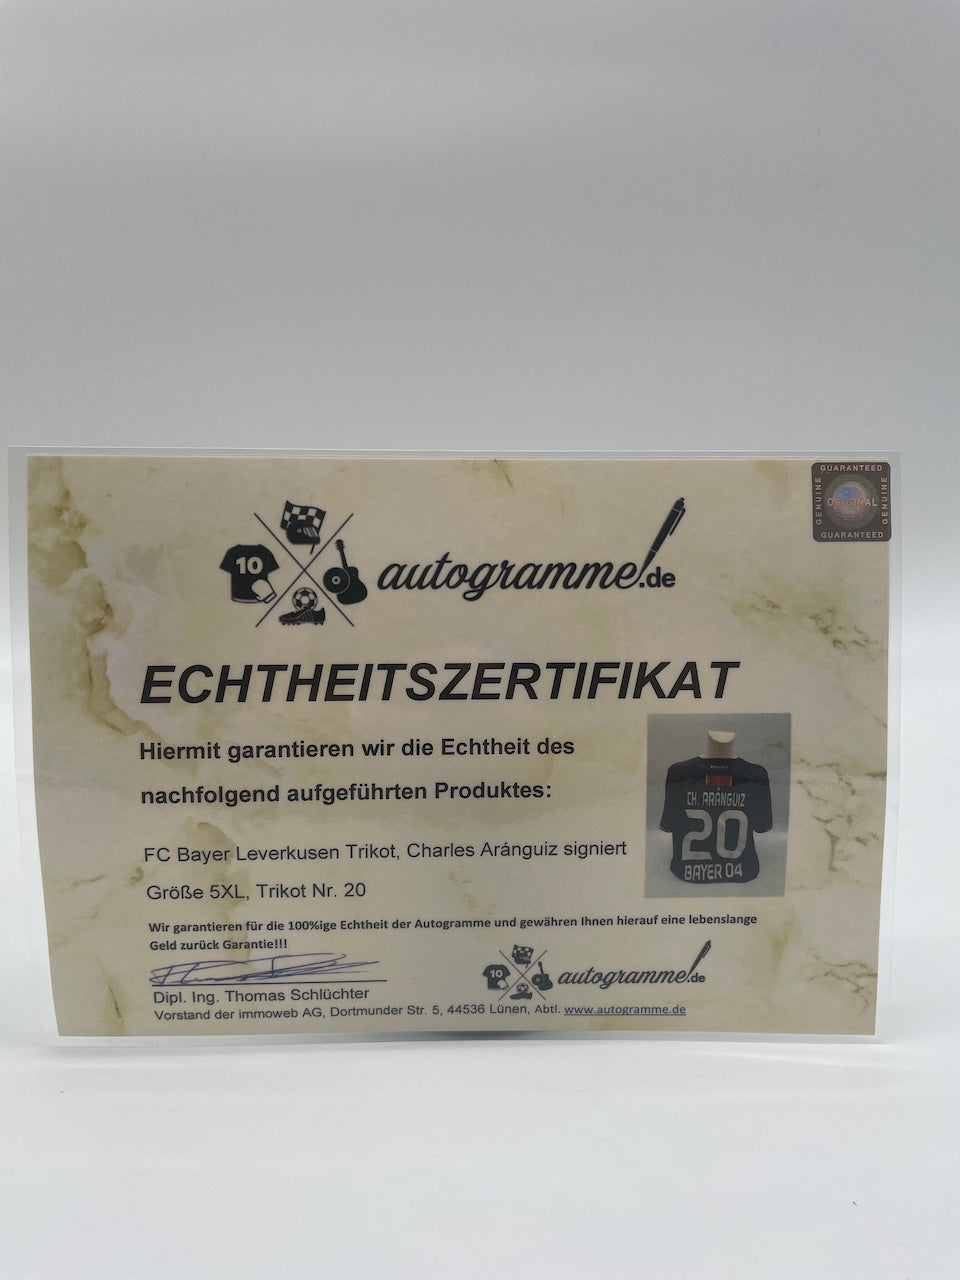 GUARANTEED
GENUINE
ORIGINAL
GENUINE
GUARANTEED
10
autogramme!.de
ECHTHEITSZERTIFIKAT
Hiermit garantieren wir die Echtheit des
nachfolgend aufgeführten Produktes:
CH. ARÁNGUIZ
20
BAYER 04
FC Bayer Leverkusen Trikot, Charles Aránguiz signiert
Größe 5XL, Trikot Nr. 20
Wir garantieren für die 100%ige Echtheit der Autogramme und gewähren Ihnen hierauf eine lebenslange
Geld zurück Garantie!!!
10
autogramme!.de
Dipl. Ing. Thomas Schlüchter
Vorstand der immoweb AG, Dortmunder Str. 5, 44536 Lünen, Abtl. www.autogramme.de